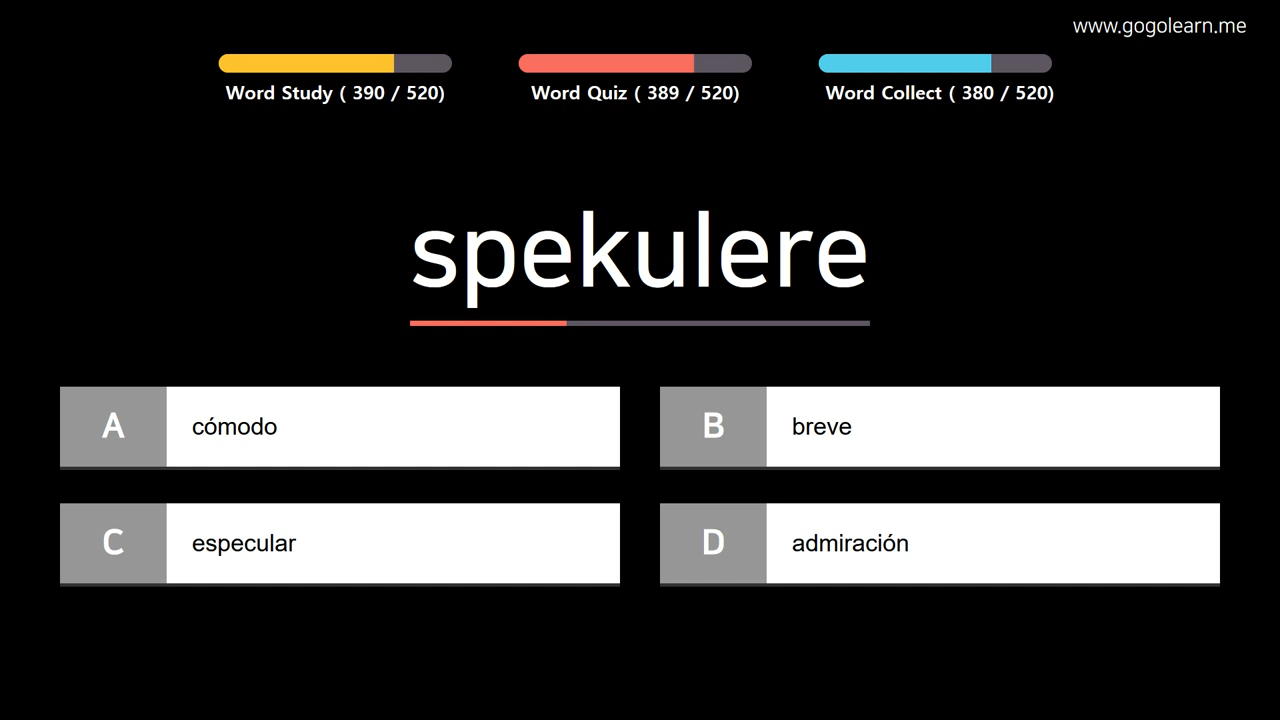 www.gogolearn.me
Word Study ( 390 / 520)
Word Quiz ( 389 / 520)
Word Collect ( 380 / 520)
spekulere
A cómodo
B breve
C especular
D admiración